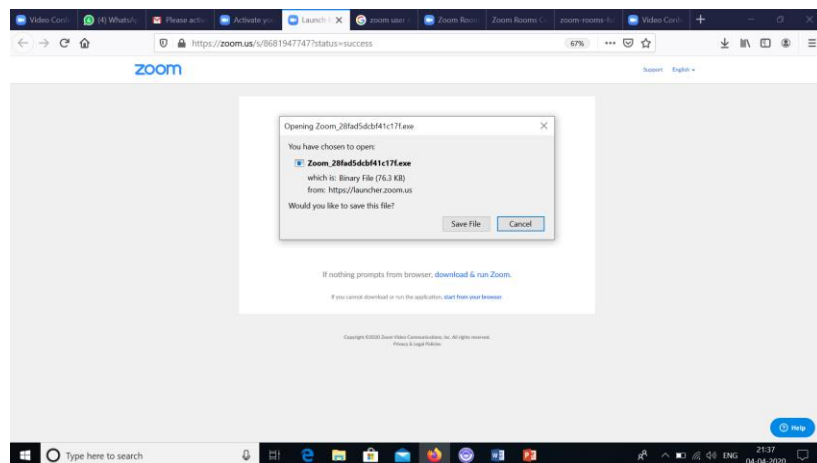 Video Conf
(4) WhatsAp
Please activ
Activate you
Launch
zoom user
Zoom Room
Zoom Rooms C
zoom-rooms-fu
Video Conf
https://zoom.us/s/8681947747?status=success
67%
zoom
Support English
Opening Zoom_28fad5dcbf41c17f.exe
You have chosen to open:
Zoom_28fad5dcbf41c17f.exe
which is: Binary File (76.3 KB)
from: https://launcher.zoom.us
Would you like to save this file?
Save File Cancel
If nothing prompts from browser, download & run Zoom.
If you cannot download or run the application, start from your browser.
Copyright ©2020 Zoom Video Communications, Inc. All rights reserved.
Privacy & Legal Policies
Help
Type here to search
ENG
21:37
04-04-2020